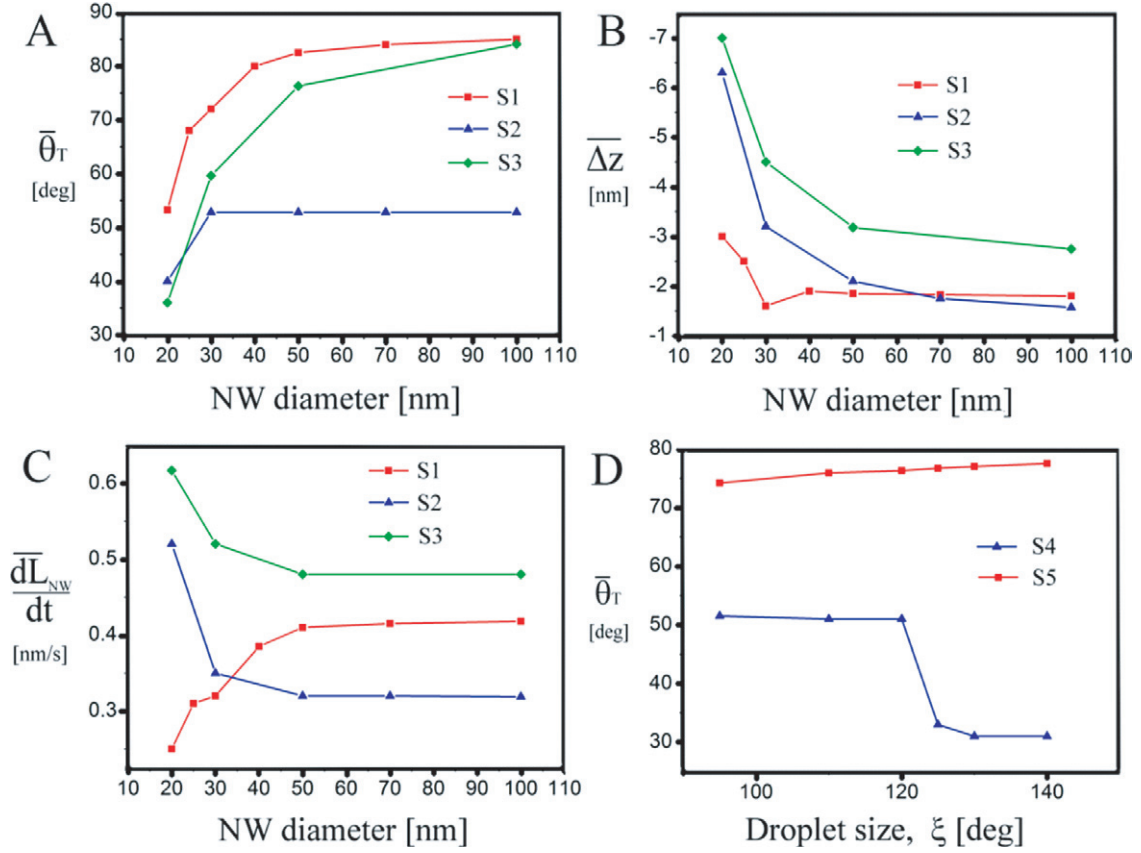 A
90
80
70
60
50
40
30
θ̅T
[deg]
S1
S2
S3
10 20 30 40 50 60 70 80 90 100 110
NW diameter [nm]
B
-7
-6
-5
-4
-3
-2
-1
Δz
[nm]
S1
S2
S3
10 20 30 40 50 60 70 80 90 100 110
NW diameter [nm]
C
0.6
0.5
0.4
0.3
dLNW
dt
[nm/s]
S1
S2
S3
10 20 30 40 50 60 70 80 90 100 110
NW diameter [nm]
D
80
70
60
50
40
30
θ̅T
[deg]
S4
S5
100 120 140
Droplet size, ξ [deg]